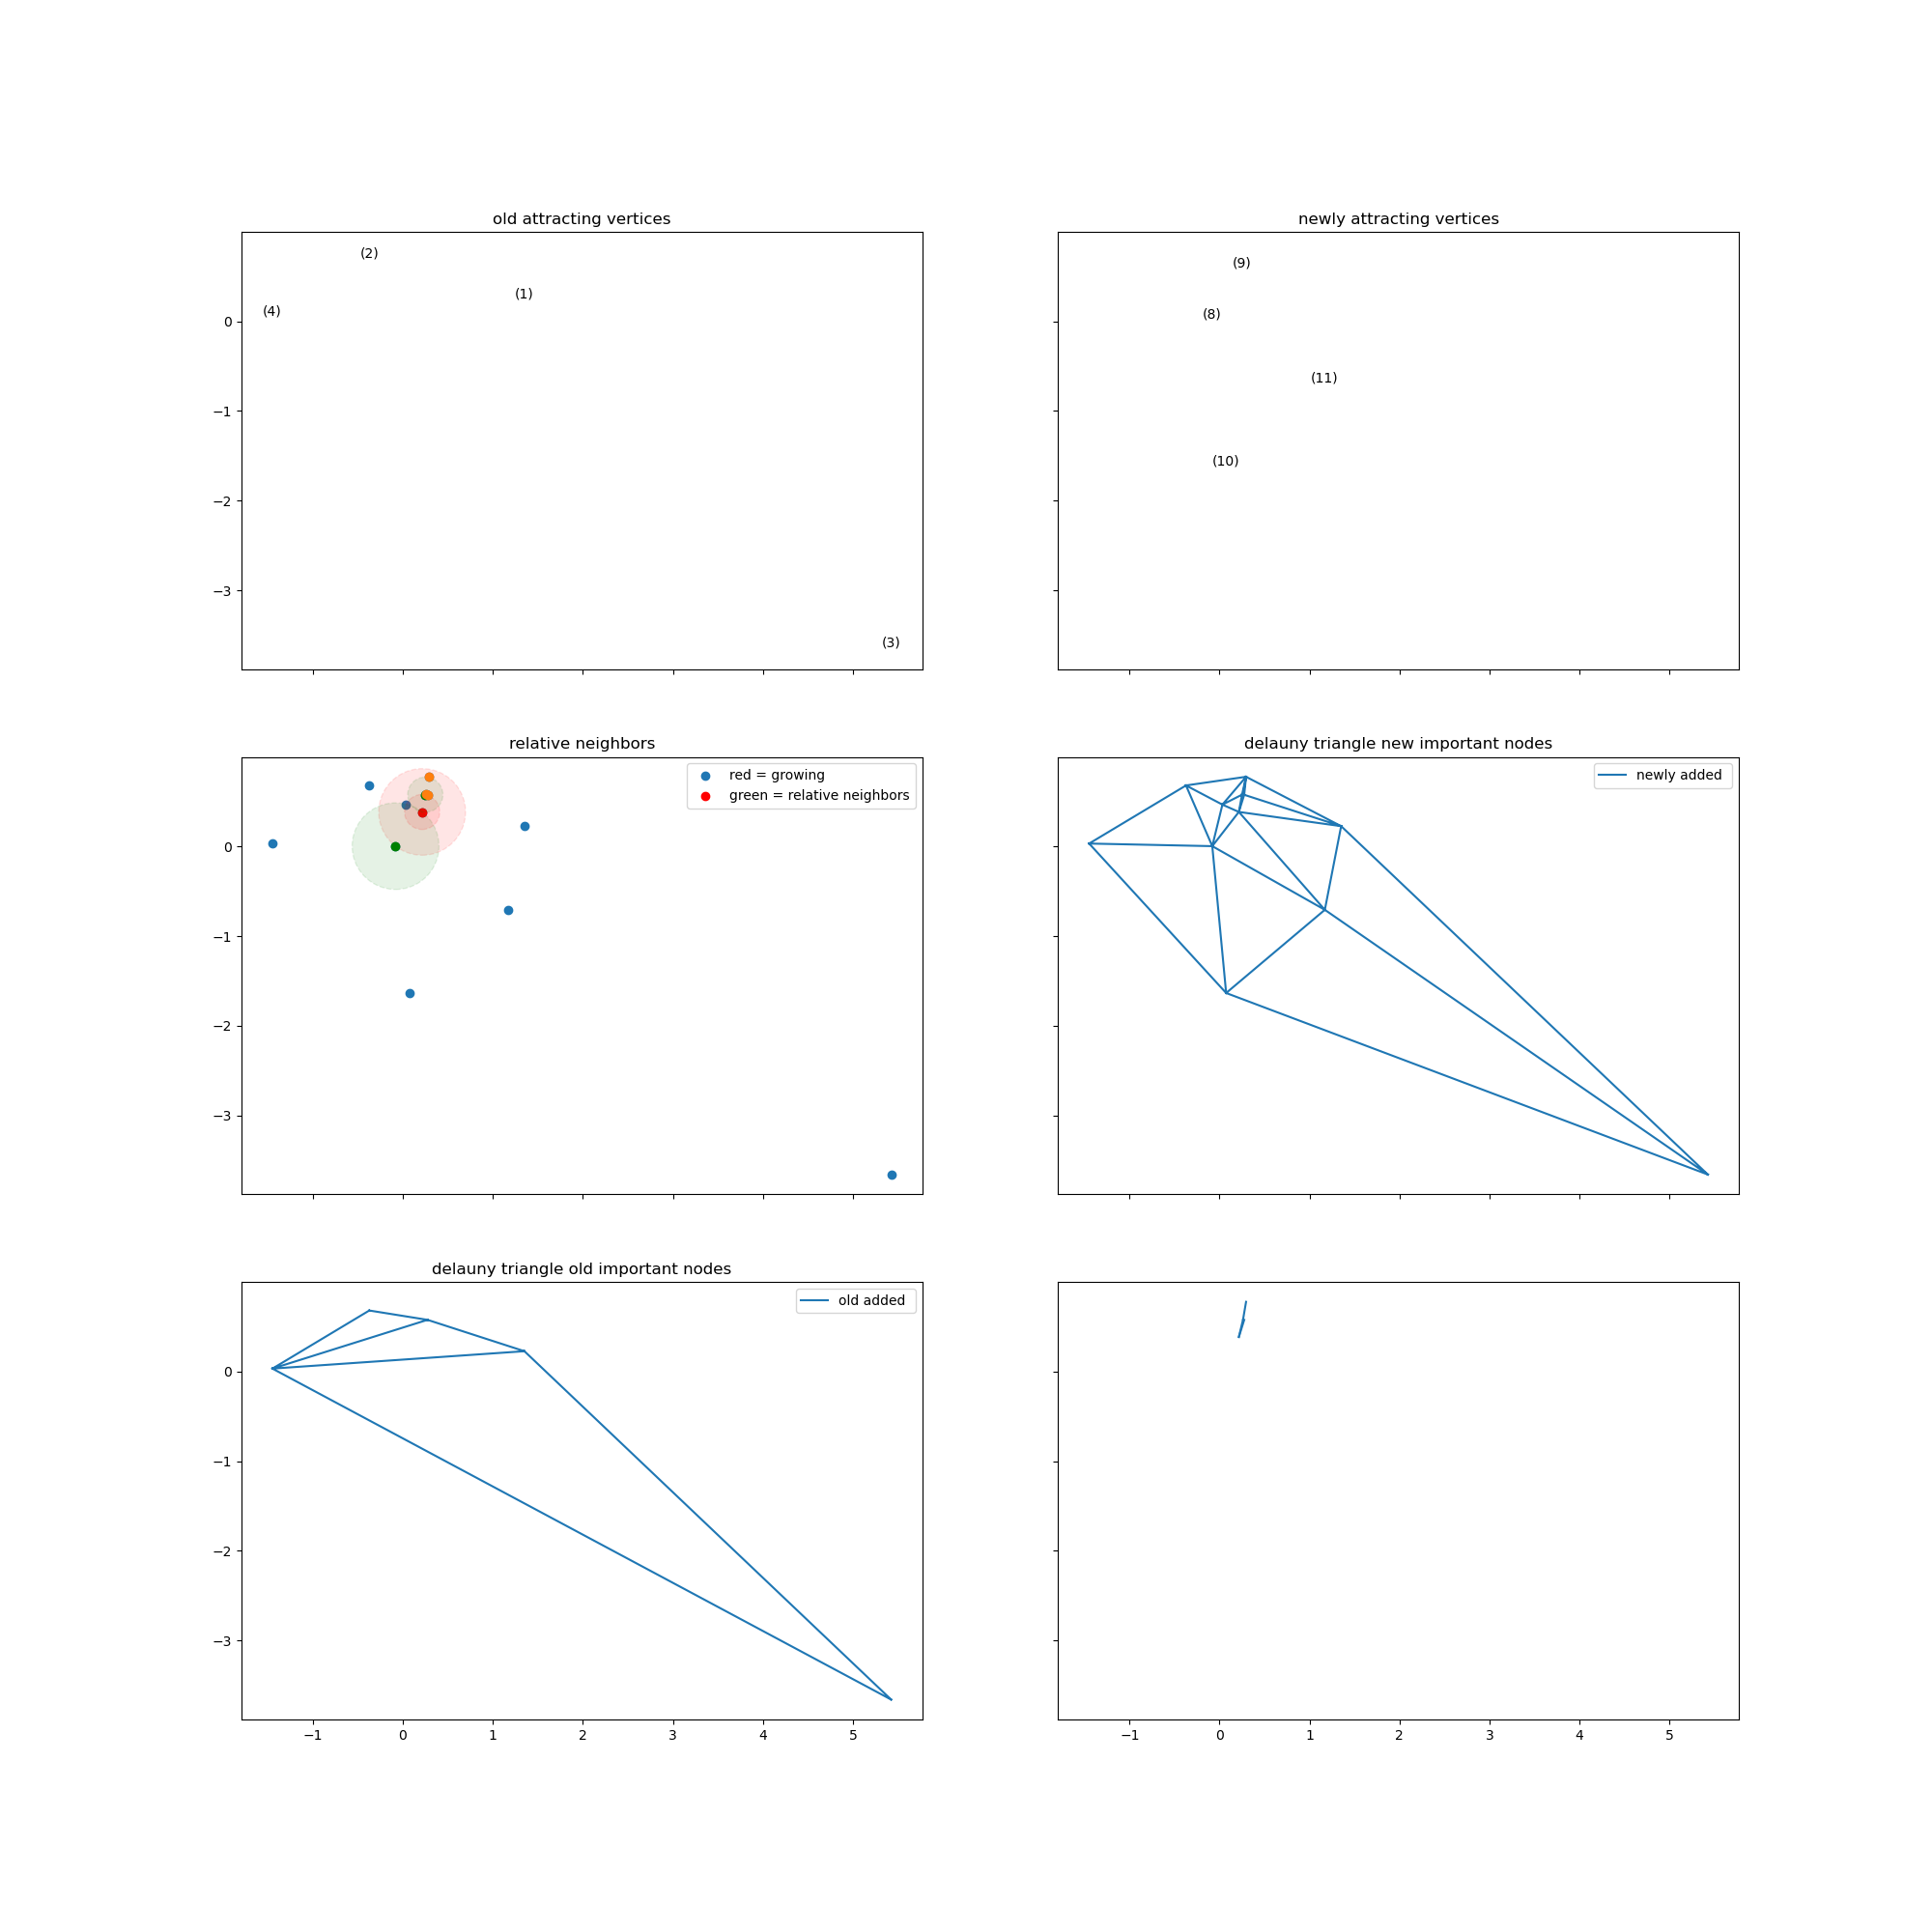 old attracting vertices
(2)
(1)
(4)
0
−1
−2
−3
(3)
newly attracting vertices
(9)
(8)
(11)
(10)
relative neighbors
red = growing
green = relative neighbors
0
−1
−2
−3
delauny triangle new important nodes
newly added
delauny triangle old important nodes
old added
0
−1
−2
−3
−1 0 1 2 3 4 5
−1 0 1 2 3 4 5